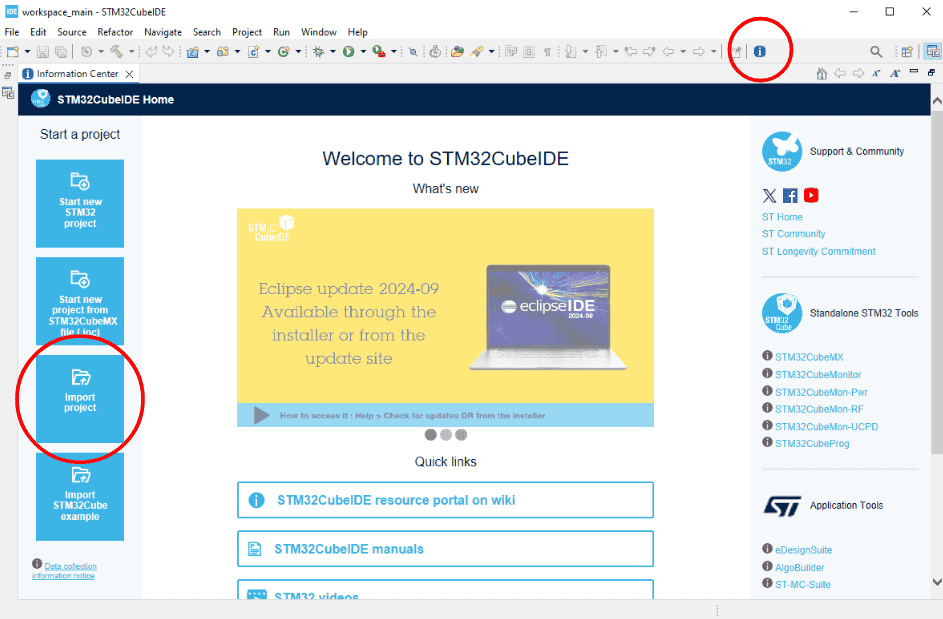 IDE workspace_main - STM32CubeIDE
File Edit Source Refactor Navigate Search Project Run Window Help
Information Center
STM32CubeIDE Home
Start a project
Start new
STM32
project
Start new
project from
STM32CubeMX
file (.ioc)
Import
project
Import
STM32Cube
example
Data collection
information notice
Welcome to STM32CubeIDE
What's new
STM32
CubeIDE
Eclipse update 2024-09
Available through the
installer or from the
update site
eclipseIDE
2024-09
How to access it : Help > Check for updates OR from the installer
Quick links
STM32CubeIDE resource portal on wiki
STM32CubeIDE manuals
STM32 videos
STM32
Support & Community
ST Home
ST Community
ST Longevity Commitment
STM32
Cube
Standalone STM32 Tools
STM32CubeMX
STM32CubeMonitor
STM32CubeMon-Pwr
STM32CubeMon-RF
STM32CubeMon-UCPD
STM32CubeProg
ST
Application Tools
eDesignSuite
AlgoBuilder
ST-MC-Suite